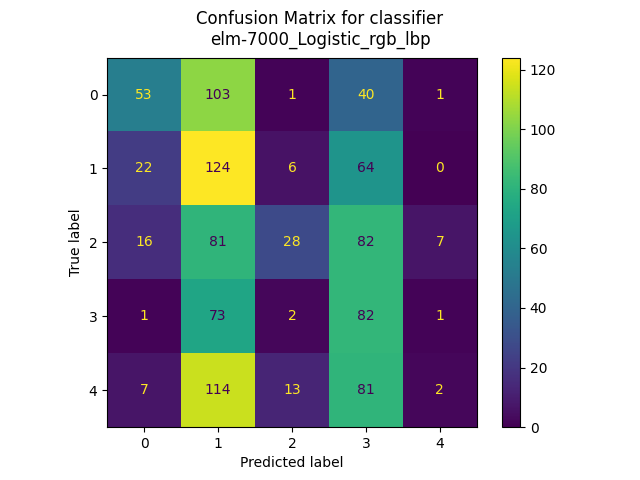 Confusion Matrix for classifier
elm-7000_Logistic_rgb_lbp
True label
0 53 103 1 40 1
1 22 124 6 64 0
2 16 81 28 82 7
3 1 73 2 82 1
4 7 114 13 81 2
0 1 2 3 4
Predicted label
120
100
80
60
40
20
0